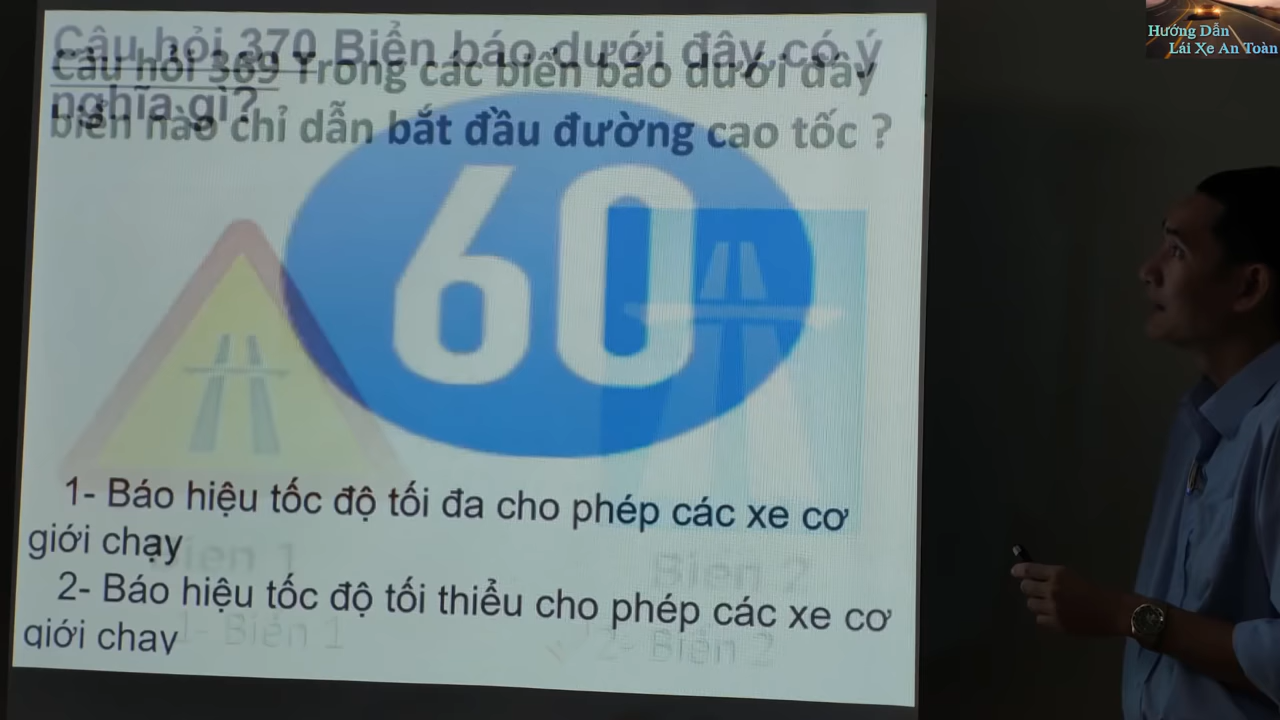 Hướng Dẫn
Lái Xe An Toàn
Câu hỏi 370 Biển báo dưới đây có ý
nghĩa gì?
Câu hỏi 369 Trong các biển báo dưới đây
biển nào chỉ dẫn bắt đầu đường cao tốc ?
60
1- Báo hiệu tốc độ tối đa cho phép các xe cơ
giới chạy
2- Báo hiệu tốc độ tối thiểu cho phép các xe cơ
giới chạy
Biển 1
Biển 2
1- Biển 1
2- Biển 2